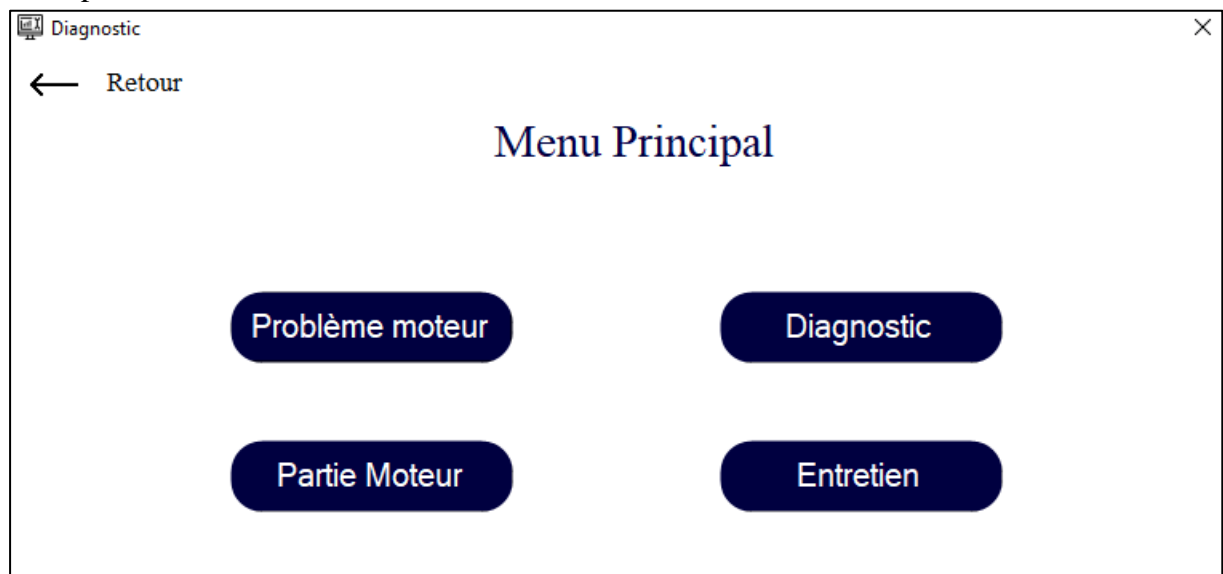 Diagnostic
Retour
Menu Principal
Problème moteur
Diagnostic
Partie Moteur
Entretien